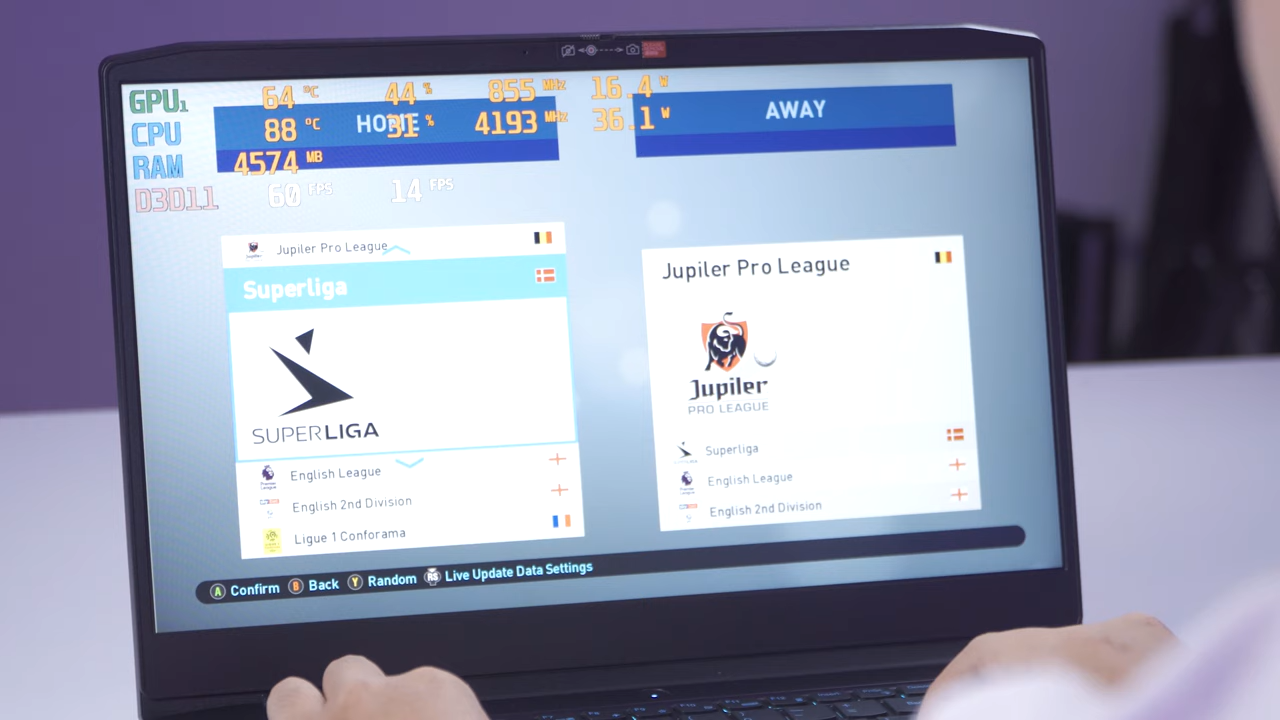 GPU1 64 °C 44 % 855 MHz 16.4 W
CPU 88 °C 31 % 4193 MHz 36.1 W
RAM 4574 MB
D3D11 60 FPS 14 FPS
HOME
AWAY
Jupiler Pro League
Superliga
SUPERLIGA
English League
English 2nd Division
Ligue 1 Conforama
Jupiler Pro League
Jupiler
PRO LEAGUE
Superliga
English League
English 2nd Division
A Confirm B Back Y Random RS Live Update Data Settings